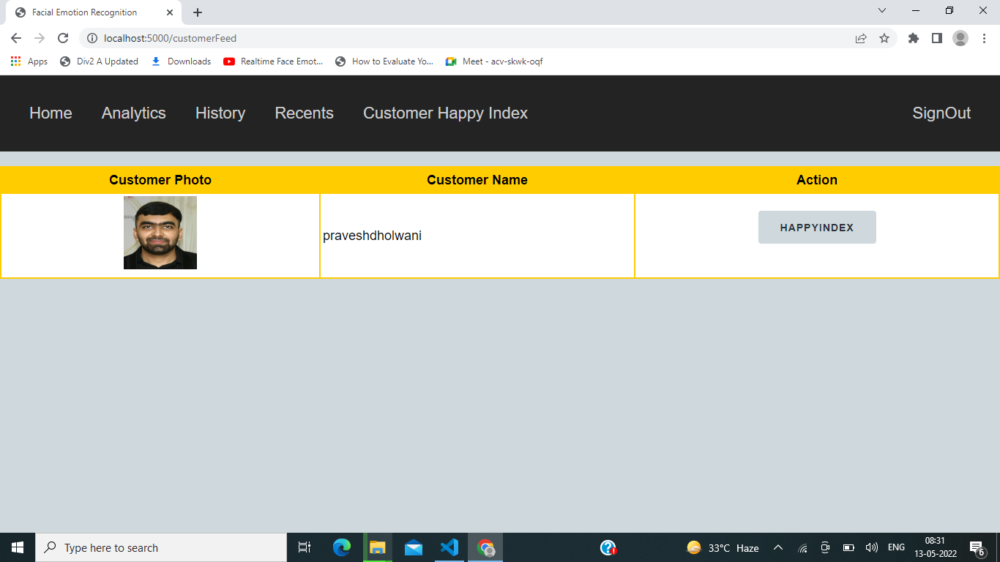 Facial Emotion Recognition
localhost:5000/customerFeed
Apps Div2 A Updated Downloads Realtime Face Emot... How to Evaluate Yo... Meet - acv-skwk-oqf
Home Analytics History Recents Customer Happy Index SignOut
Customer Photo Customer Name Action
praveshdholwani HAPPYINDEX
Type here to search 33°C Haze ENG 08:31
13-05-2022 6